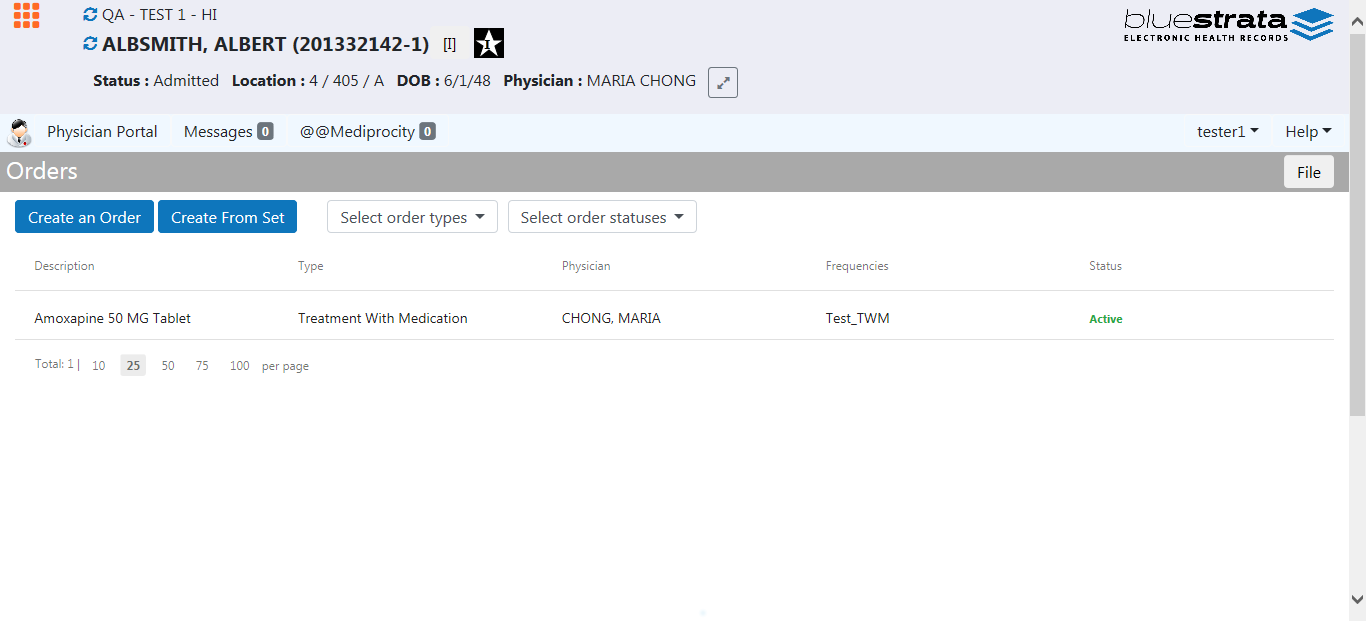 QA - TEST 1 - HI
ALBSMITH, ALBERT (201332142-1) [I] 1
Status : Admitted Location : 4 / 405 / A DOB : 6/1/48 Physician : MARIA CHONG
bluestrata
ELECTRONIC HEALTH RECORDS
Physician Portal Messages 0 @@Mediprocity 0 tester1 Help
Orders File
Create an Order Create From Set Select order types Select order statuses
Description Type Physician Frequencies Status
Amoxapine 50 MG Tablet Treatment With Medication CHONG, MARIA Test_TWM Active
Total: 1 | 10 25 50 75 100 per page